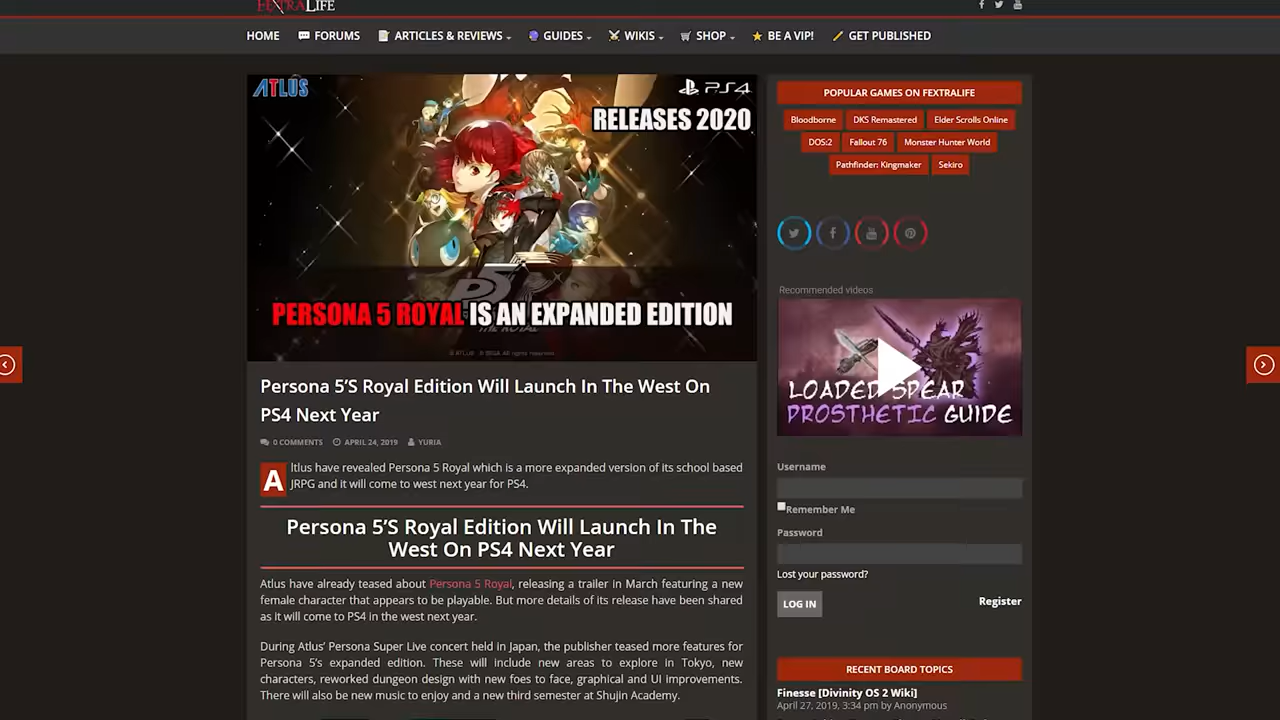 FEXTRALIFE
HOME
FORUMS
ARTICLES & REVIEWS
GUIDES
WIKIS
SHOP
BE A VIP!
GET PUBLISHED
ATLUS
PS4
RELEASES 2020
PERSONA 5 ROYAL IS AN EXPANDED EDITION
Persona 5'S Royal Edition Will Launch In The West On
PS4 Next Year
0 COMMENTS APRIL 24, 2019 YURIA
Atlus have revealed Persona 5 Royal which is a more expanded version of its school based
JRPG and it will come to west next year for PS4.
Persona 5'S Royal Edition Will Launch In The
West On PS4 Next Year
Atlus have already teased about Persona 5 Royal, releasing a trailer in March featuring a new
female character that appears to be playable. But more details of its release have been shared
as it will come to PS4 in the west next year.
During Atlus' Persona Super Live concert held in Japan, the publisher teased more features for
Persona 5's expanded edition. These will include new areas to explore in Tokyo, new
characters, reworked dungeon design with new foes to face, graphical and UI improvements.
There will also be new music to enjoy and a new third semester at Shujin Academy.
POPULAR GAMES ON FEXTRALIFE
Bloodborne
DKS Remastered
Elder Scrolls Online
DOS:2
Fallout 76
Monster Hunter World
Pathfinder: Kingmaker
Sekiro
Recommended videos
LOADED SPEAR
PROSTHETIC GUIDE
Username
Remember Me
Password
Lost your password?
LOG IN
Register
RECENT BOARD TOPICS
Finesse [Divinity OS 2 Wiki]
April 27, 2019, 3:34 pm by Anonymous